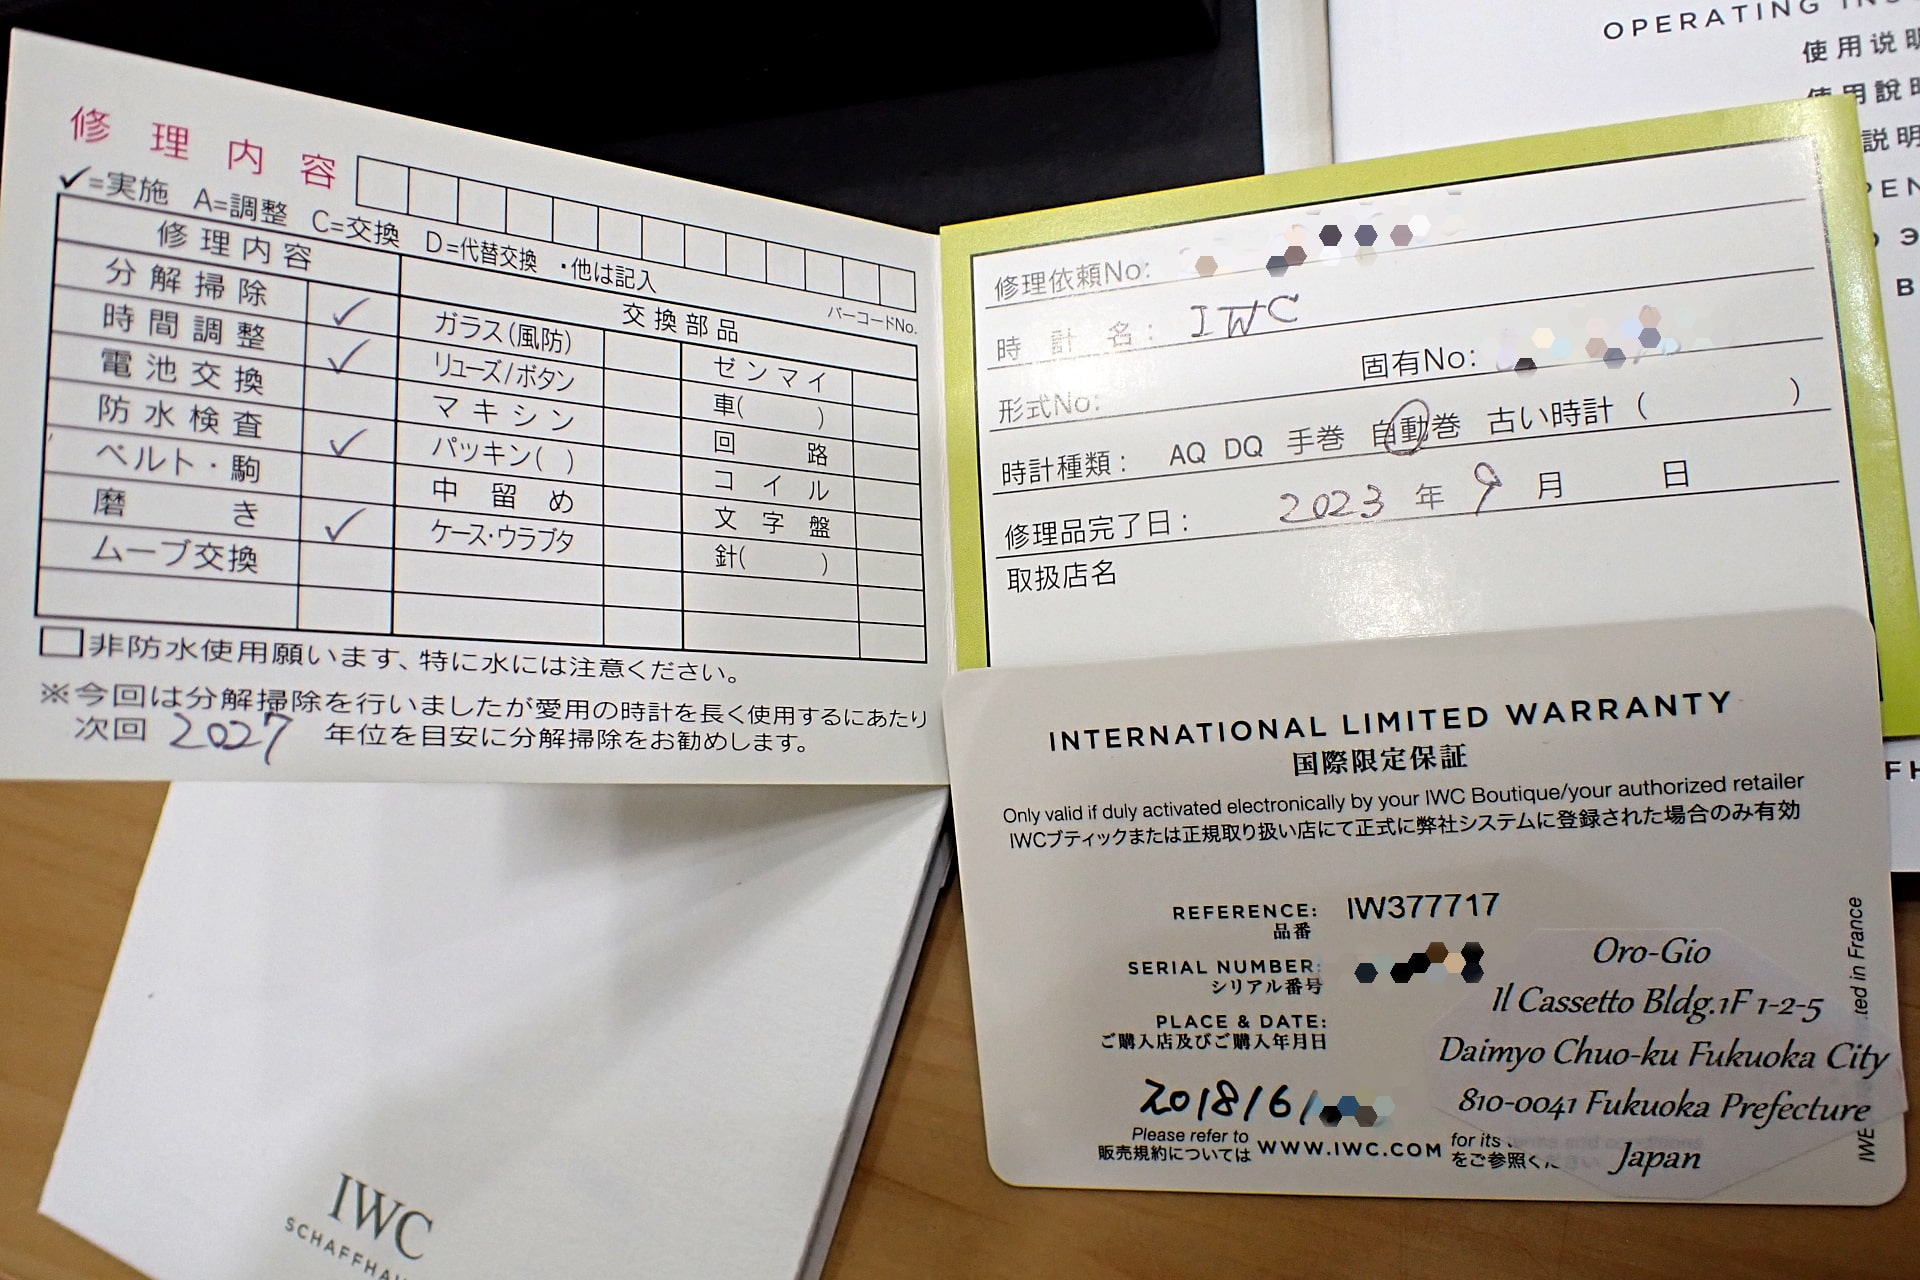 修理内容
✓=実施 A=調整 C=交換 D=代替交換 ・他は記入
バーコードNo.
修理内容 交換部品
分解掃除 ✓ ガラス(風防) ゼンマイ
時間調整 ✓ リューズ/ボタン 車( )
電池交換 マキシン 回路
防水検査 ✓ パッキン( ) コイル
ベルト・駒 中留め 文字盤
磨き ✓ ケース・ウラブタ 針( )
ムーブ交換
非防水使用願います、特に水には注意ください。
※今回は分解掃除を行いましたが愛用の時計を長く使用するにあたり
次回 2027 年位を目安に分解掃除をお勧めします。
修理依頼No:
時計名: IWC
形式No: 固有No:
時計種類: AQ DQ 手巻 自動巻 古い時計 ( )
修理品完了日: 2023 年 9 月 日
取扱店名
INTERNATIONAL LIMITED WARRANTY
国際限定保証
Only valid if duly activated electronically by your IWC Boutique/your authorized retailer
IWCブティックまたは正規取り扱い店にて正式に弊社システムに登録された場合のみ有効
REFERENCE: IW377717
品番
SERIAL NUMBER:
シリアル番号
PLACE & DATE:
ご購入店及びご購入年月日
2018/6/
Oro-Gio
Il Cassetto Bldg.1F 1-2-5
Daimyo Chuo-ku Fukuoka City
810-0041 Fukuoka Prefecture
Japan
Please refer to WWW.IWC.COM for its
販売規約については をご参照く
in France
IWC
OPERATING
使用说明
使用說明
説明
IWC
SCHAFFHA